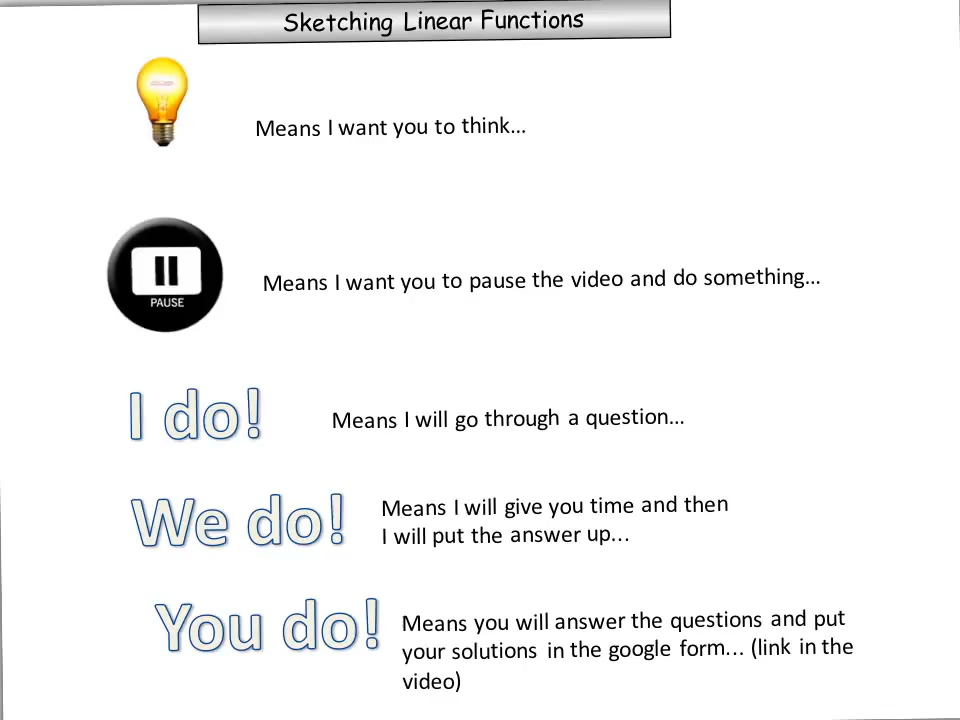 Sketching Linear Functions
Means I want you to think...
PAUSE
Means I want you to pause the video and do something...
I do!
Means I will go through a question...
We do!
Means I will give you time and then
I will put the answer up...
You do!
Means you will answer the questions and put
your solutions in the google form... (link in the
video)